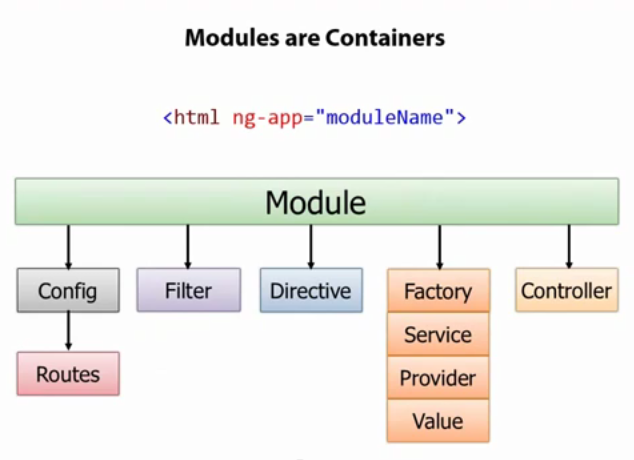 Modules are Containers
<html ng-app="moduleName">
Module
Config
Filter
Directive
Factory
Controller
Service
Provider
Routes
Value